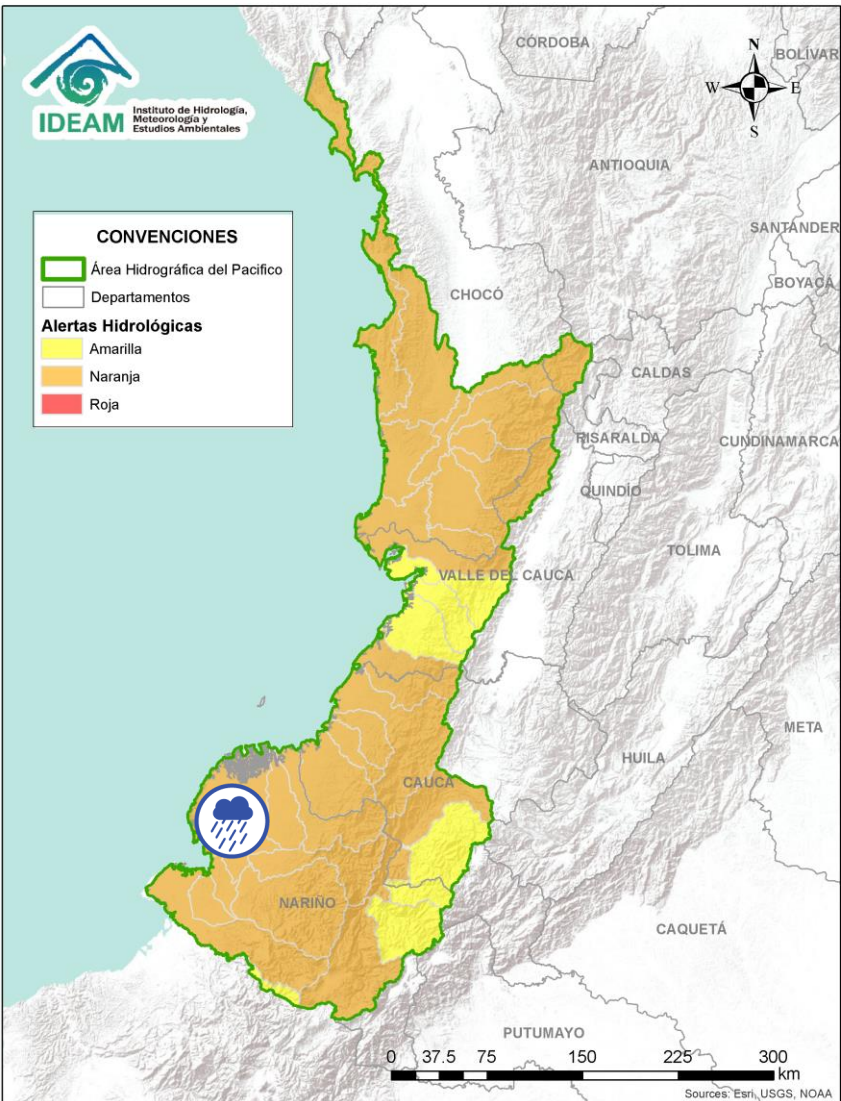 IDEAM
Instituto de Hidrología,
Meteorología y
Estudios Ambientales
N
W
E
S
CONVENCIONES
Área Hidrográfica del Pacifico
Departamentos
Alertas Hidrológicas
Amarilla
Naranja
Roja
CÓRDOBA
BOLIVAR
ANTIOQUIA
SANTANDER
BOYACÁ
CHOCÓ
CALDAS
RISARALDA
CUNDINAMARCA
QUINDÍO
TOLIMA
VALLE DEL CAUCA
META
HUILA
CAUCA
NARIÑO
CAQUETÁ
PUTUMAYO
0 37.5 75 150 225 300
km
Sources: Esri, USGS, NOAA